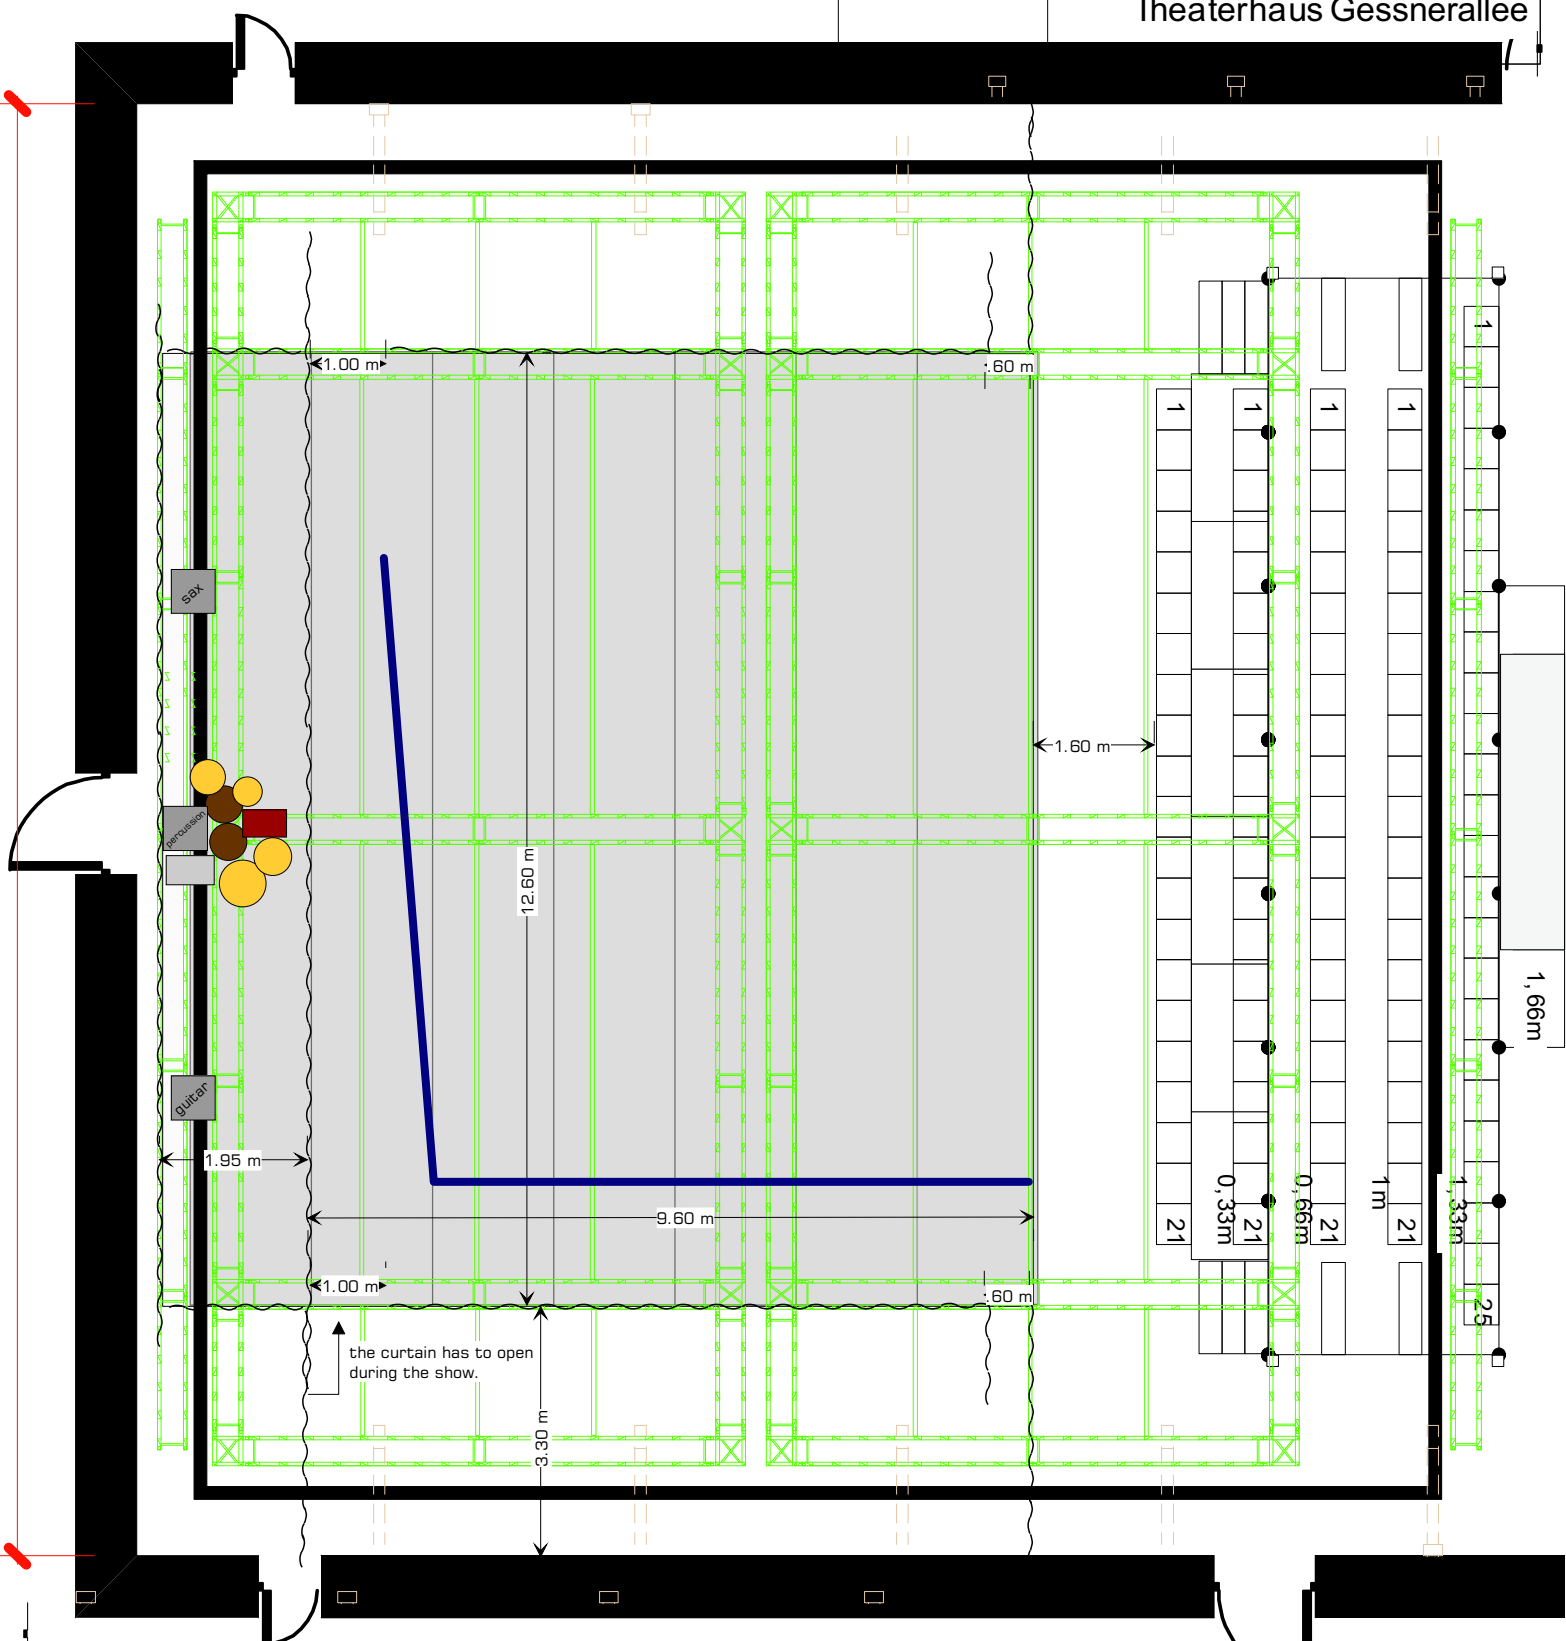 Theaterhaus Gessnerallee
1
1.00 m
.60 m
1
1
1
1
sax
1.60 m
percussion
12.60 m
1,66m
guitar
1.95 m
0,33m
0,66m
1m
1,33m
9.60 m
21
21
21
21
1.00 m
.60 m
25
the curtain has to open
during the show.
3.30 m